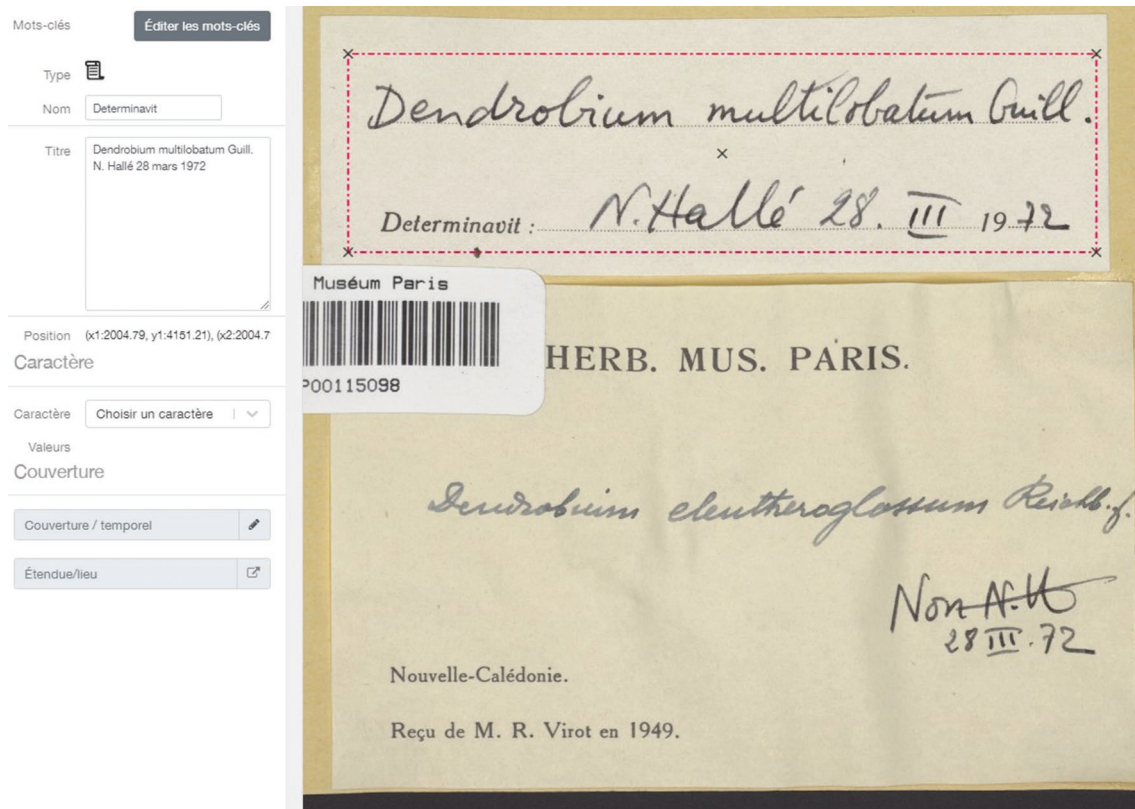 Mots-clés
Éditer les mots-clés
Type
Nom
Determinavit
Titre
Dendrobium multilobatum Guill.
N. Hallé 28 mars 1972
Position
(x1:2004.79, y1:4151.21), (x2:2004.7
Caractère
Caractère
Choisir un caractère
Valeurs
Couverture
Couverture / temporel
Étendue/lieu
Dendrobium multilobatum Guill.
Determinavit : N. Hallé 28. III 1972
Muséum Paris
P00115098
HERB. MUS. PARIS.
Dendrobium eleutheroglossum Reichb. f.
Non N. H
28 III . 72
Nouvelle-Calédonie.
Reçu de M. R. Virot en 1949.